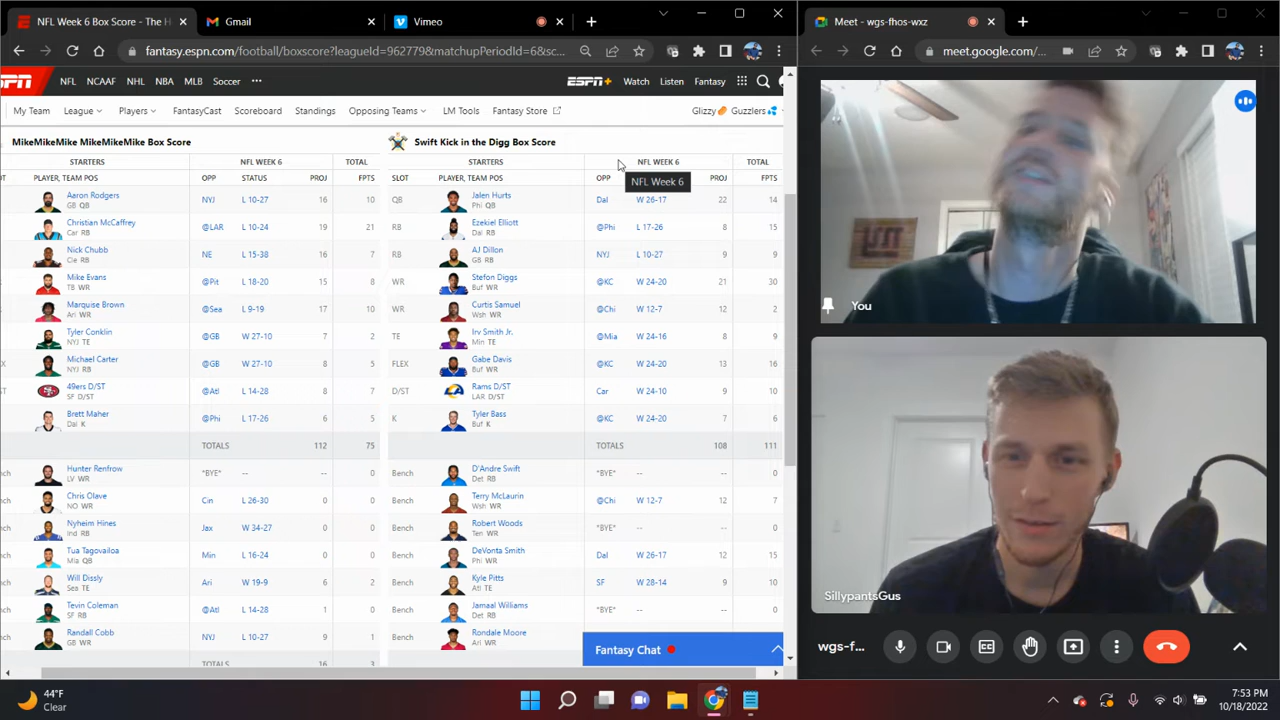 NFL Week 6 Box Score - The H
Gmail
Vimeo
Meet - wgs-fhos-wxz
fantasy.espn.com/football/boxscore?leagueId=962779&matchupPeriodId=6&sc...
meet.google.com/...
NFL NCAAF NHL NBA MLB Soccer ••• ESPN+ Watch Listen Fantasy
My Team League Players FantasyCast Scoreboard Standings Opposing Teams LM Tools Fantasy Store Glizzy Guzzlers
MikeMikeMike MikeMikeMike Box Score
STARTERS NFL WEEK 6 TOTAL
PLAYER, TEAM POS OPP STATUS PROJ FPTS
Aaron Rodgers NYJ L 10-27 16 10
GB QB
Christian McCaffrey @LAR L 10-24 19 21
Car RB
Nick Chubb NE L 15-38 16 7
Cle RB
Mike Evans @Pit L 18-20 15 8
TB WR
Marquise Brown @Sea L 9-19 17 10
Ari WR
Tyler Conklin @GB W 27-10 7 2
NYJ TE
Michael Carter @GB W 27-10 8 5
NYJ RB
49ers D/ST @Atl L 14-28 8 7
SF D/ST
Brett Maher @Phi L 17-26 6 5
Dal K
TOTALS 112 75
Hunter Renfrow *BYE* -- 0 0
LV WR
Chris Olave Cin L 26-30 0 0
NO WR
Nyheim Hines Jax W 34-27 0 0
Ind RB
Tua Tagovailoa Min L 16-24 0 0
Mia QB
Will Dissly Ari W 19-9 6 2
Sea TE
Tevin Coleman @Atl L 14-28 1 0
SF RB
Randall Cobb NYJ L 10-27 9 1
GB WR
16 3
Swift Kick in the Digg Box Score
STARTERS NFL WEEK 6 TOTAL
SLOT PLAYER, TEAM POS OPP PROJ FPTS
NFL Week 6
QB Jalen Hurts Dal W 26-17 22 14
Phi QB
RB Ezekiel Elliott @Phi L 17-26 8 15
Dal RB
RB AJ Dillon NYJ L 10-27 9 9
GB RB
WR Stefon Diggs @KC W 24-20 21 30
Buf WR
WR Curtis Samuel @Chi W 12-7 12 2
Wsh WR
TE Irv Smith Jr. @Mia W 24-16 8 9
Min TE
FLEX Gabe Davis @KC W 24-20 13 16
Buf WR
D/ST Rams D/ST Car W 24-10 9 10
LAR D/ST
K Tyler Bass @KC W 24-20 7 6
Buf K
TOTALS 108 111
Bench D'Andre Swift *BYE* -- 0 0
Det RB
Bench Terry McLaurin @Chi W 12-7 12 7
Wsh WR
Bench Robert Woods *BYE* -- 0 0
Ten WR
Bench DeVonta Smith Dal W 26-17 12 15
Phi WR
Bench Kyle Pitts SF W 28-14 9 10
Atl TE
Bench Jamaal Williams *BYE* -- 0 0
Det RB
Bench Rondale Moore
Ari WR
Fantasy Chat
You
SillypantsGus
wgs-f...
44°F
Clear
7:53 PM
10/18/2022